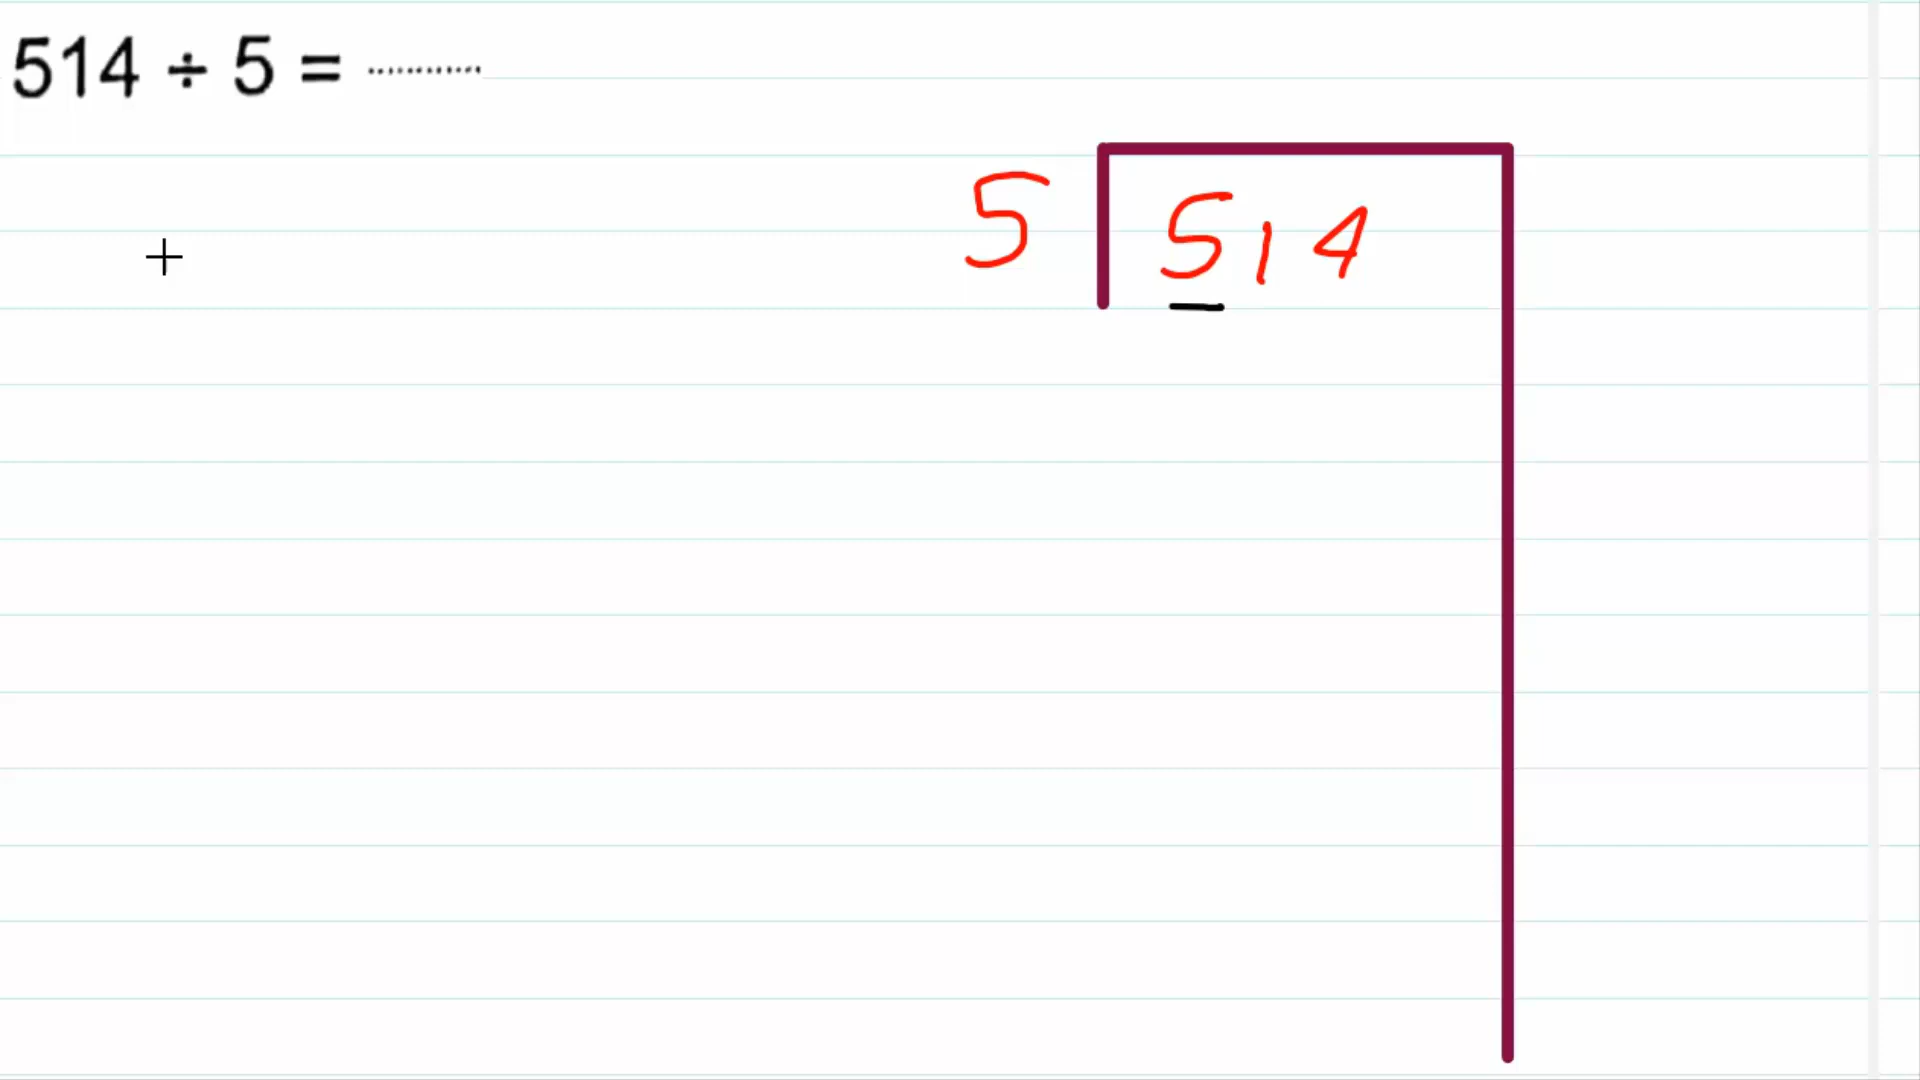 514 ÷ 5 = ............
5 514